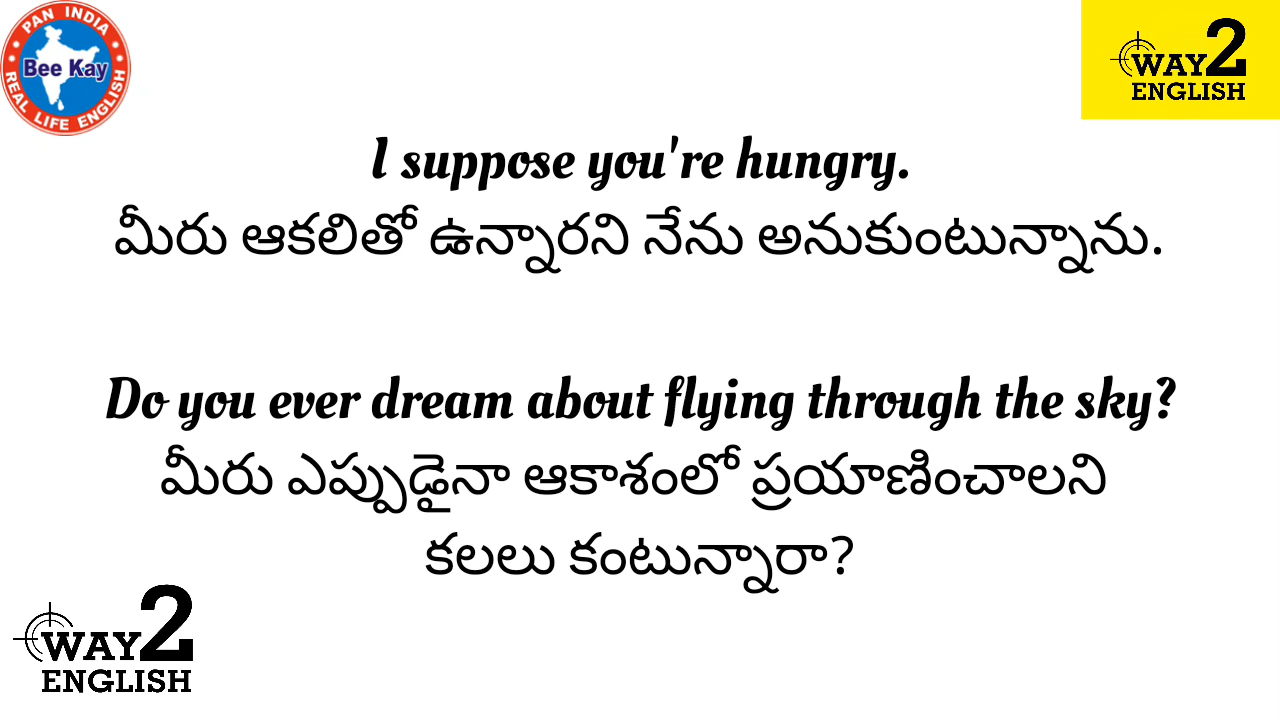 PAN INDIA
Bee Kay
REAL LIFE ENGLISH
WAY2
ENGLISH
I suppose you're hungry.
మీరు ఆకలితో ఉన్నారని నేను అనుకుంటున్నాను.
Do you ever dream about flying through the sky?
మీరు ఎప్పుడైనా ఆకాశంలో ప్రయాణించాలని
కలలు కంటున్నారా?
WAY2
ENGLISH